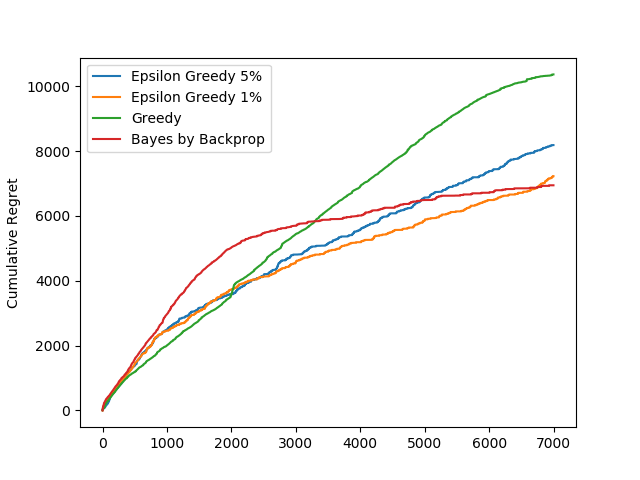 Epsilon Greedy 5%
Epsilon Greedy 1%
Greedy
Bayes by Backprop
Cumulative Regret
10000
8000
6000
4000
2000
0
0 1000 2000 3000 4000 5000 6000 7000